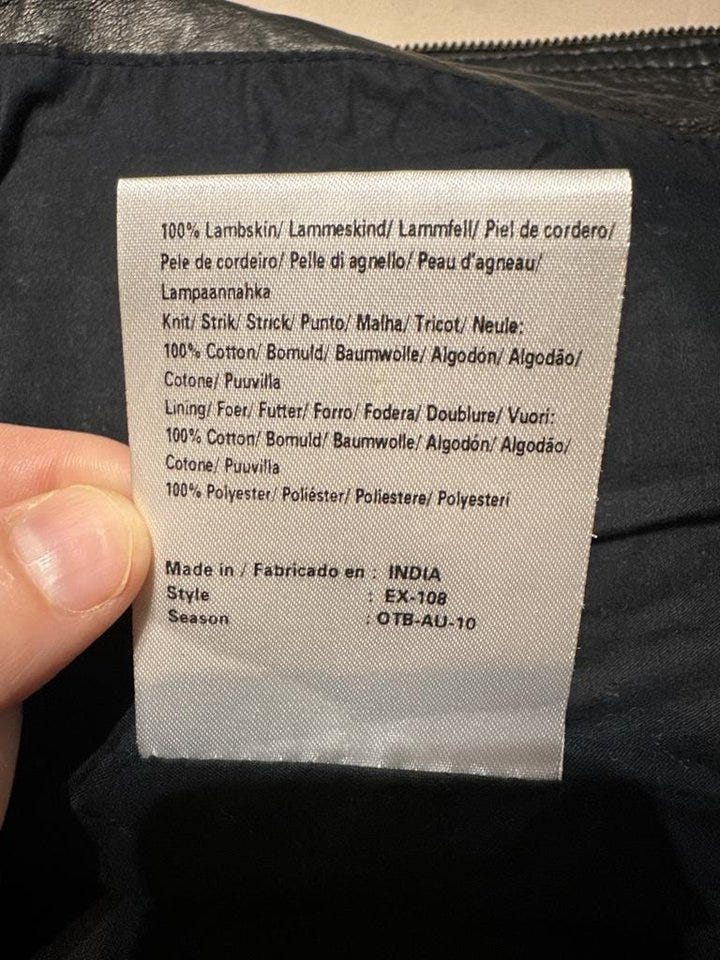 100% Lambskin/ Lammeskind/ Lammfell/ Piel de cordero/
Pele de cordeiro/ Pelle di agnello/ Peau d'agneau/
Lampaannahka
Knit/ Strik/ Strick/ Punto/ Malha/ Tricot/ Neule:
100% Cotton/ Bomuld/ Baumwolle/ Algodón/ Algodão/
Cotone/ Puuvilla
Lining/ Foer/ Futter/ Forro/ Fodera/ Doublure/ Vuori:
100% Cotton/ Bomuld/ Baumwolle/ Algodón/ Algodão/
Cotone/ Puuvilla
100% Polyester/ Poliéster/ Poliestere/ Polyesteri
Made in / Fabricado en : INDIA
Style : EX-108
Season : OTB-AU-10